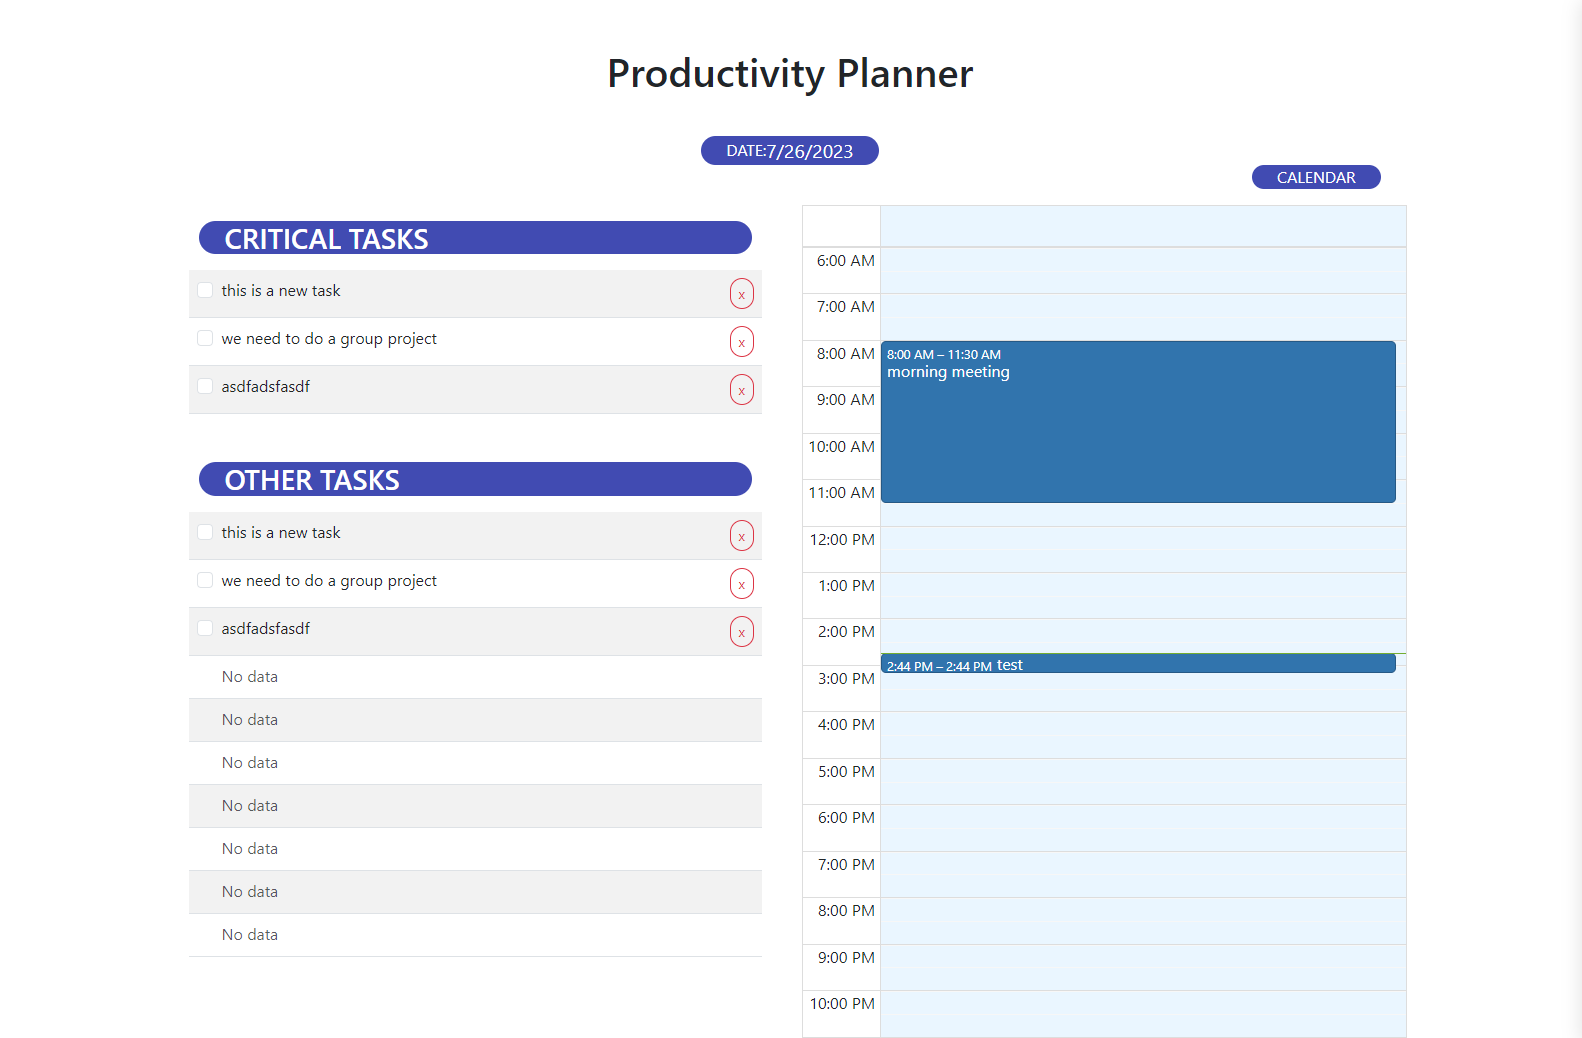 Productivity Planner
DATE:7/26/2023
CALENDAR
CRITICAL TASKS
this is a new task x
we need to do a group project x
asdfadsfasdf x
OTHER TASKS
this is a new task x
we need to do a group project x
asdfadsfasdf x
No data
No data
No data
No data
No data
No data
No data
6:00 AM
7:00 AM
8:00 AM
8:00 AM – 11:30 AM
morning meeting
9:00 AM
10:00 AM
11:00 AM
12:00 PM
1:00 PM
2:00 PM
2:44 PM – 2:44 PM test
3:00 PM
4:00 PM
5:00 PM
6:00 PM
7:00 PM
8:00 PM
9:00 PM
10:00 PM